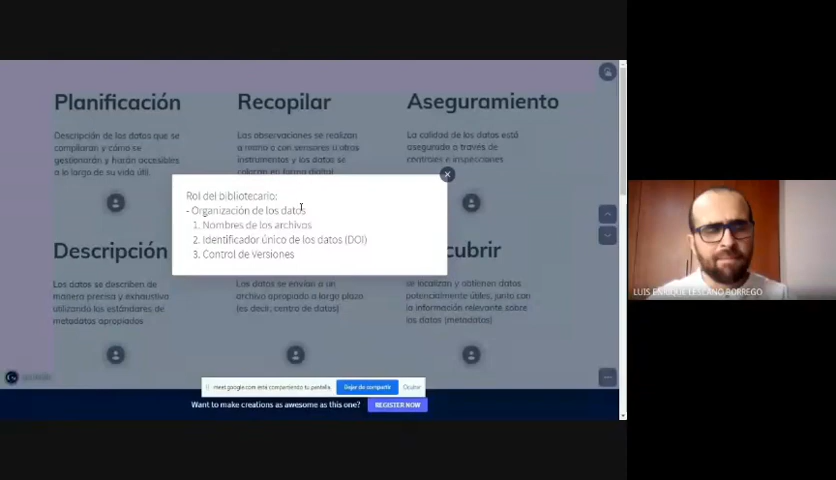 Planificación
Recopilar
Aseguramiento
Descripción de los datos que se
compilaran y cómo se
gestionarán y harán accesibles
a lo largo de su vida útil.
Las observaciones se realizan
a mano o con sensores u otros
instrumentos y los datos se
colocan en forma digital
La calidad de los datos está
asegurada a través de
controles e inspecciones
Rol del bibliotecario:
- Organización de los datos
1. Nombres de los archivos
2. Identificador único de los datos (DOI)
3. Control de versiones
Descripción
cubrir
Los datos se describen de
manera precisa y exhaustiva
utilizando los estándares de
metadatos apropiados
Los datos se envían a un
archivo apropiado a largo plazo
(es decir, centro de datos)
se localizan y obtienen datos
potencialmente útiles, junto con
la información relevante sobre
los datos (metadatos)
LUIS ENRIQUE LESCANO BORREGO
meet.google.com está compartiendo tu pantalla.
Dejar de compartir
Ocultar
Want to make creations as awesome as this one?
REGISTER NOW